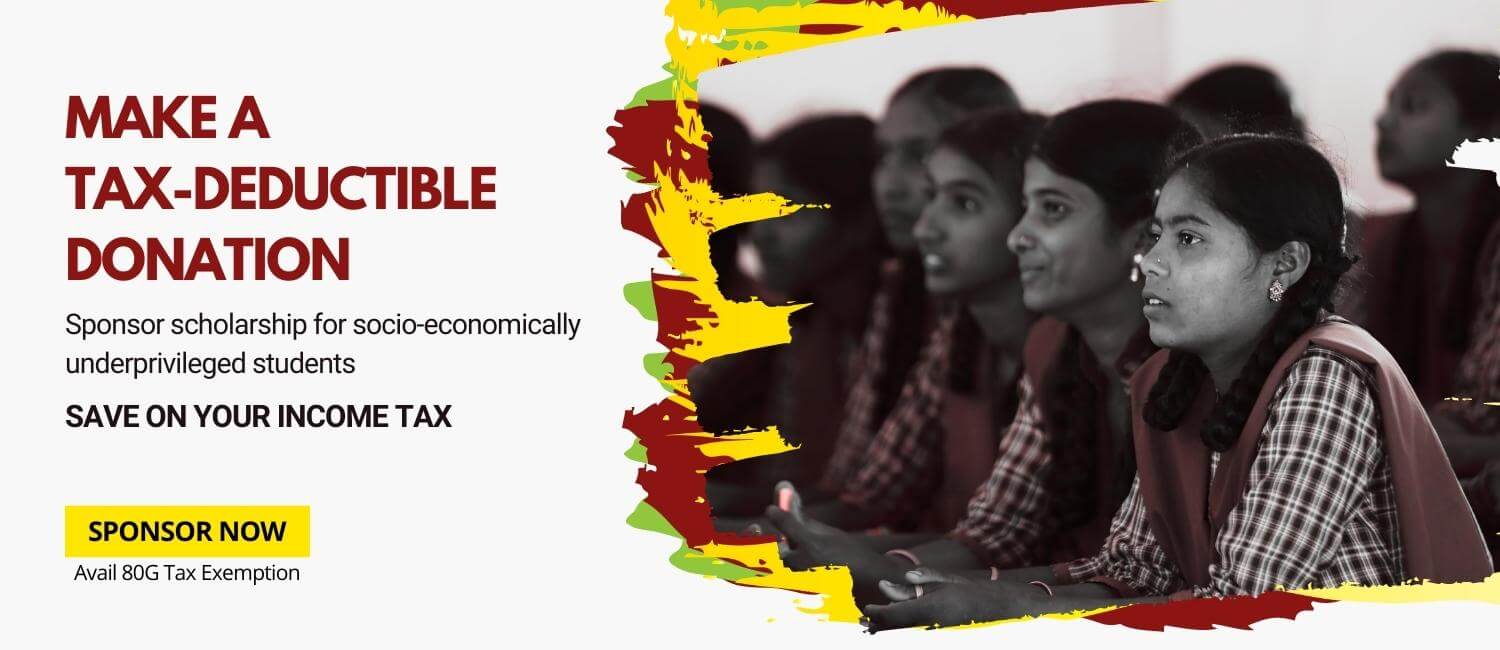 MAKE A
TAX-DEDUCTIBLE
DONATION
Sponsor scholarship for socio-economically
underprivileged students
SAVE ON YOUR INCOME TAX
SPONSOR NOW
Avail 80G Tax Exemption